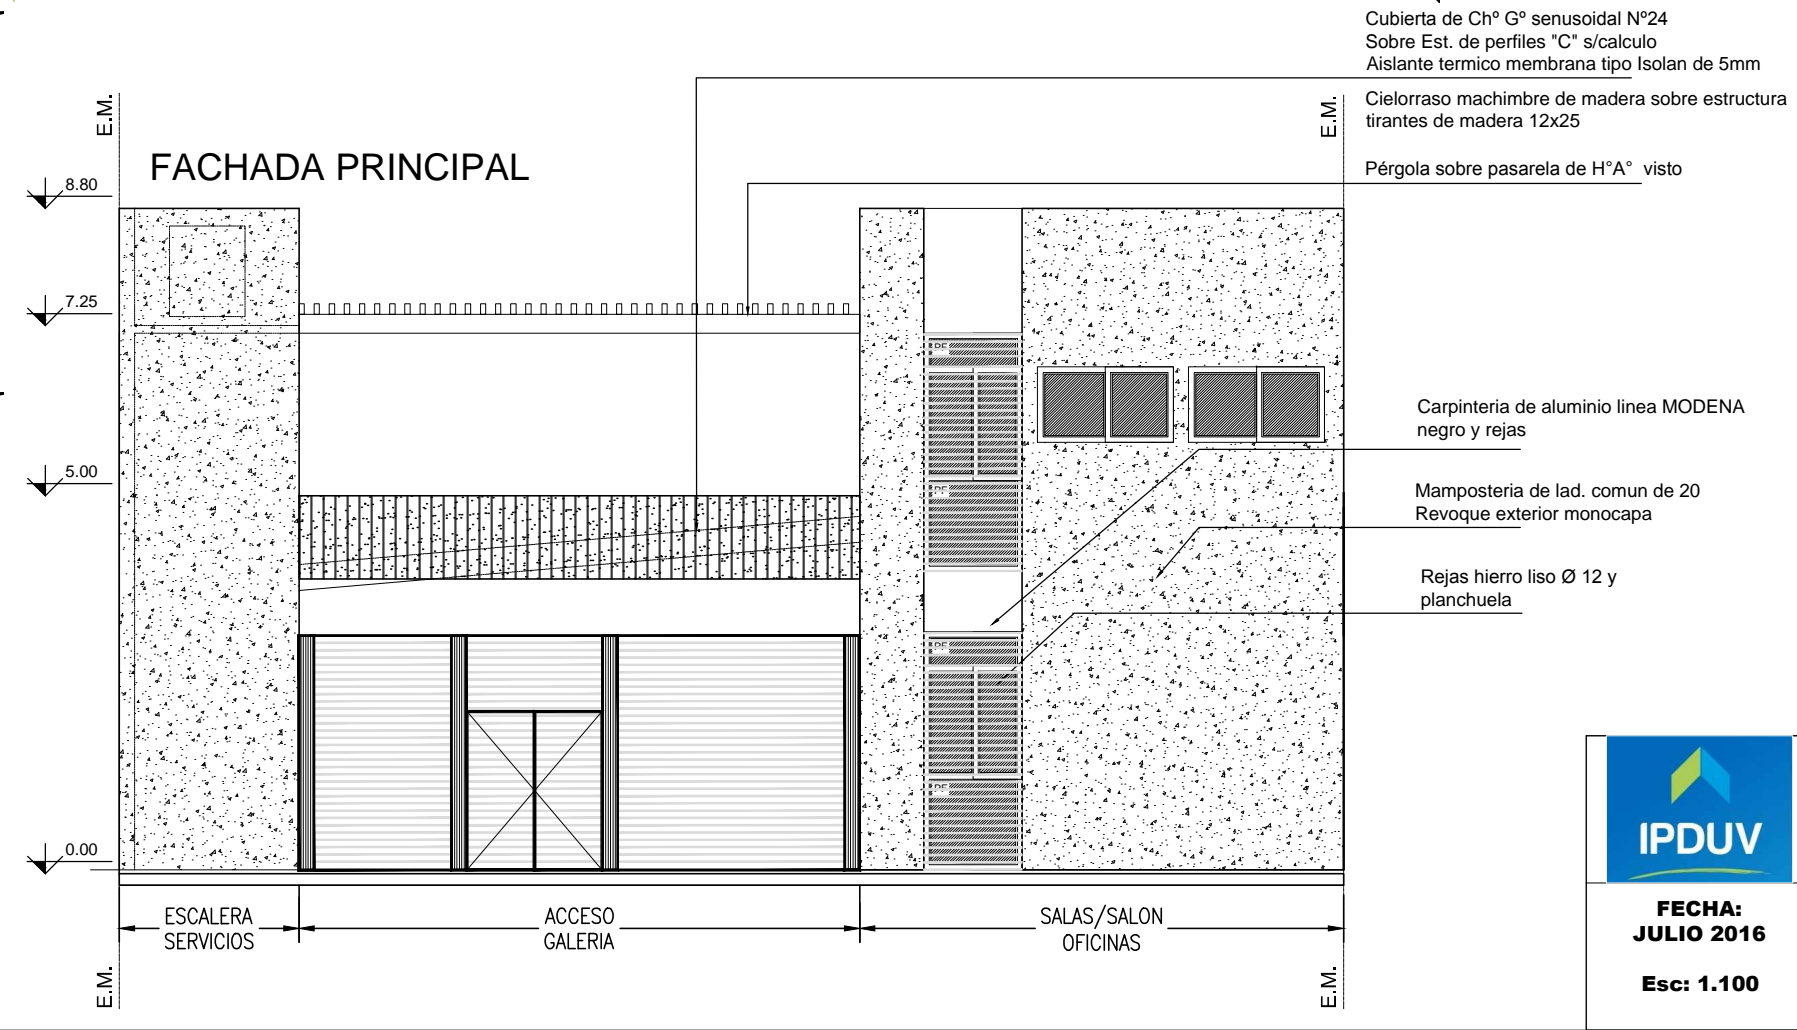 Cubierta de Chº Gº senusoidal Nº24
Sobre Est. de perfiles "C" s/calculo
Aislante termico membrana tipo Isolan de 5mm
Cielorraso machimbre de madera sobre estructura
tirantes de madera 12x25
Pérgola sobre pasarela de H°A° visto
E.M.
E.M.
FACHADA PRINCIPAL
8.80
7.25
5.00
0.00
PF
PF
PF
PF
Carpinteria de aluminio linea MODENA
negro y rejas
Mamposteria de lad. comun de 20
Revoque exterior monocapa
Rejas hierro liso Ø 12 y
planchuela
ESCALERA
SERVICIOS
ACCESO
GALERIA
SALAS/SALON
OFICINAS
E.M.
E.M.
IPDUV
FECHA:
JULIO 2016
Esc: 1.100